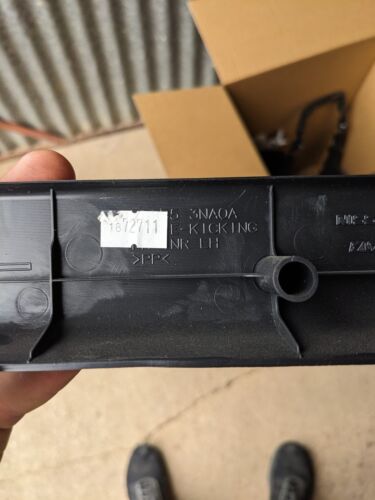 1872711
5 3NA0A
E-KICKING
NR LH
>PP<